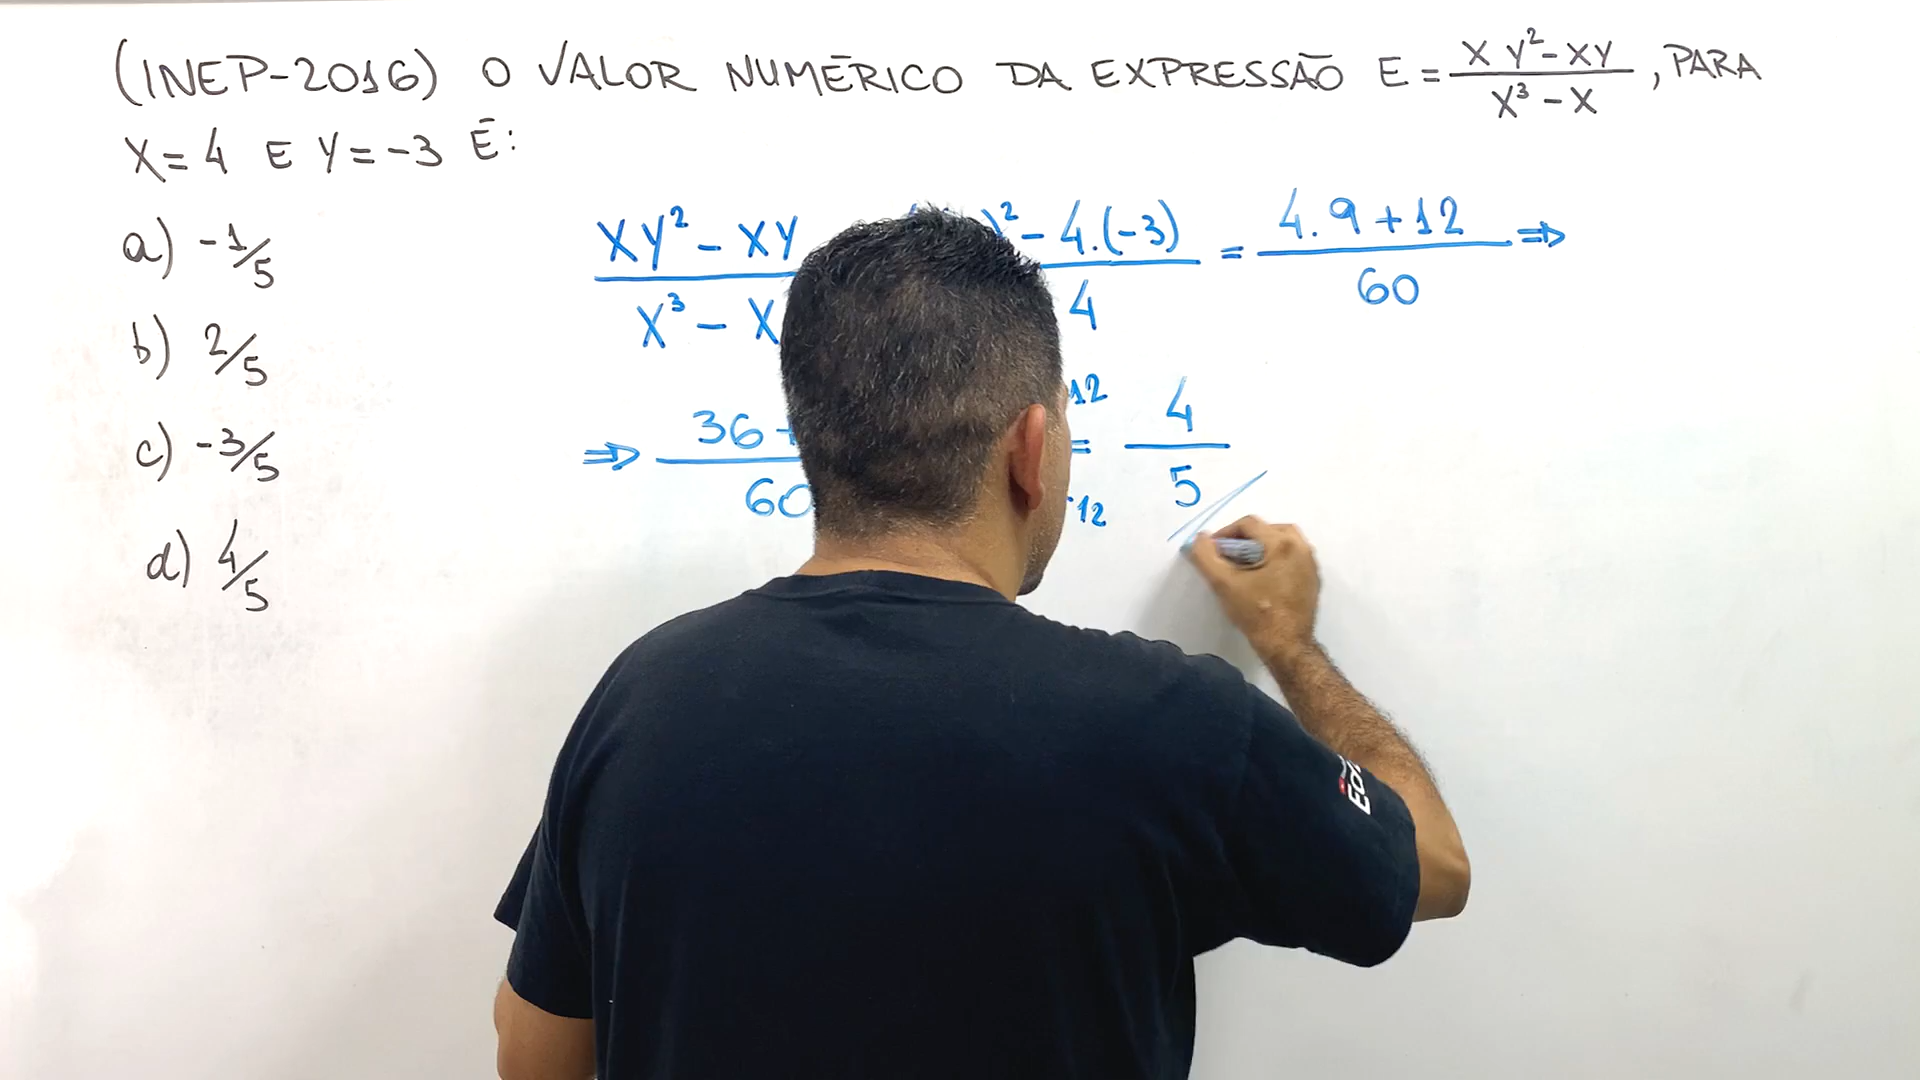 (INEP-2016) O VALOR NUMÉRICO DA EXPRESSÃO E = (XY² - XY)/(X³ - X), PARA
X = 4 E Y = -3 É:
a) -1/5
b) 2/5
c) -3/5
d) 4/5
XY² - XY )² - 4.(-3) = 4.9 + 12 ⇒
X³ - X 4 60
⇒ 36 + 12 = 4
60 12 5